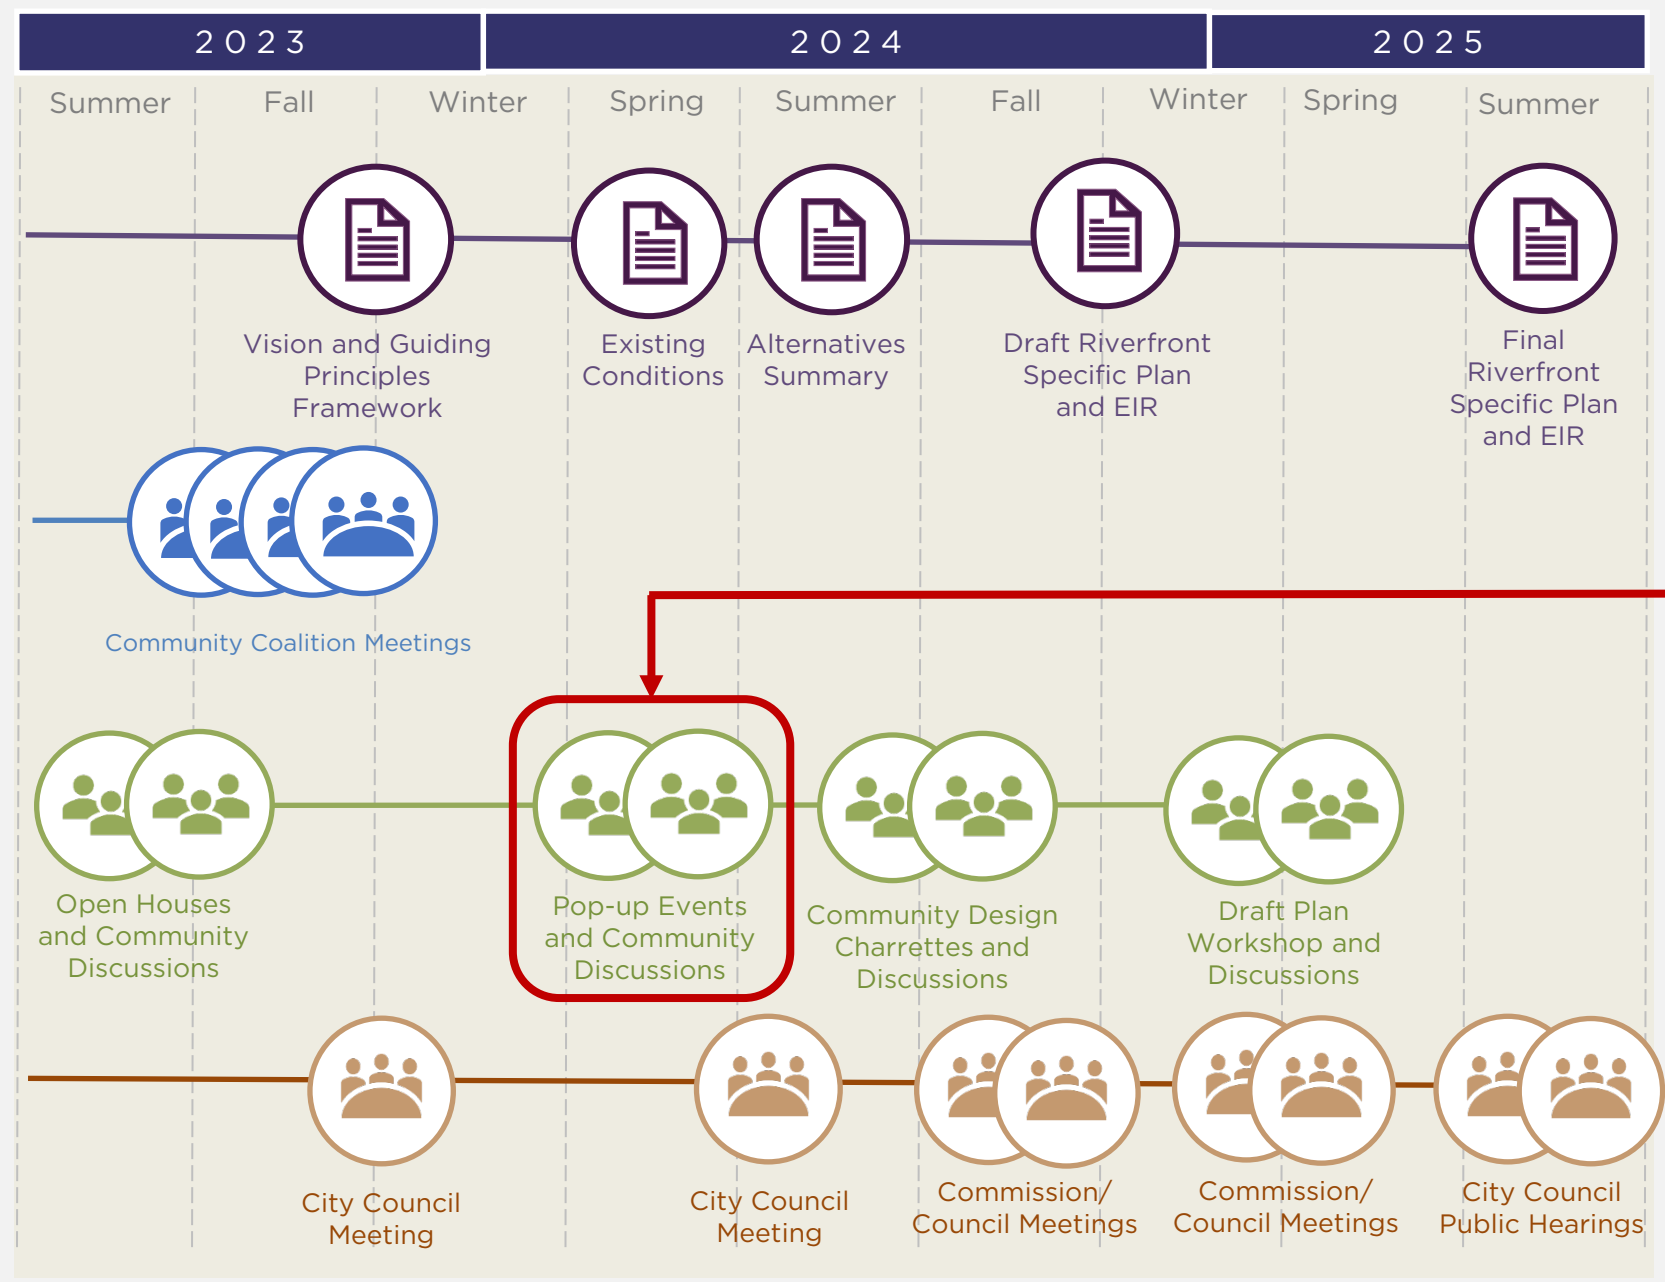 2023
2024
2025
Summer
Fall
Winter
Spring
Summer
Fall
Winter
Spring
Summer
Vision and Guiding
Principles
Framework
Existing
Conditions
Alternatives
Summary
Draft Riverfront
Specific Plan
and EIR
Final
Riverfront
Specific Plan
and EIR
Community Coalition Meetings
Open Houses
and Community
Discussions
Pop-up Events
and Community
Discussions
Community Design
Charrettes and
Discussions
Draft Plan
Workshop and
Discussions
City Council
Meeting
City Council
Meeting
Commission/
Council Meetings
Commission/
Council Meetings
City Council
Public Hearings